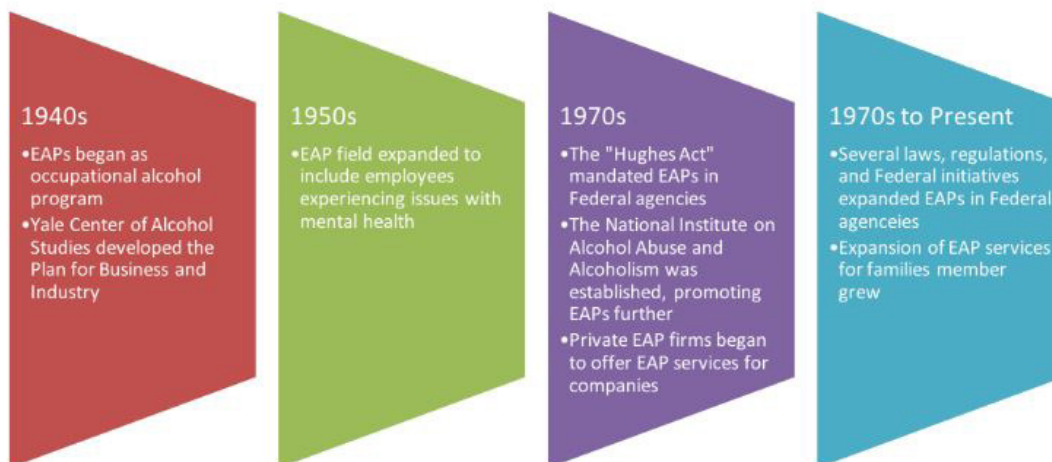 1940s
•EAPs began as
occupational alcohol
program
•Yale Center of Alcohol
Studies developed the
Plan for Business and
Industry
1950s
•EAP field expanded to
include employees
experiencing issues with
mental health
1970s
•The "Hughes Act"
mandated EAPs in
Federal agencies
•The National Institute on
Alcohol Abuse and
Alcoholism was
established, promoting
EAPs further
•Private EAP firms began
to offer EAP services for
companies
1970s to Present
•Several laws, regulations,
and Federal initiatives
expanded EAPs in Federal
agenceies
•Expansion of EAP services
for families member
grew